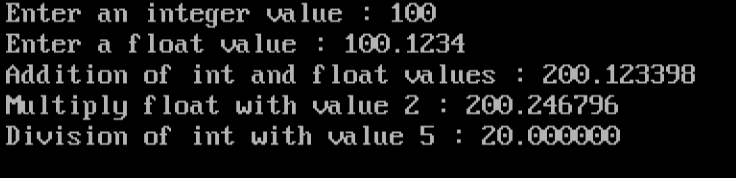 Enter an integer value : 100
Enter a float value : 100.1234
Addition of int and float values : 200.123398
Multiply float with value 2 : 200.246796
Division of int with value 5 : 20.000000